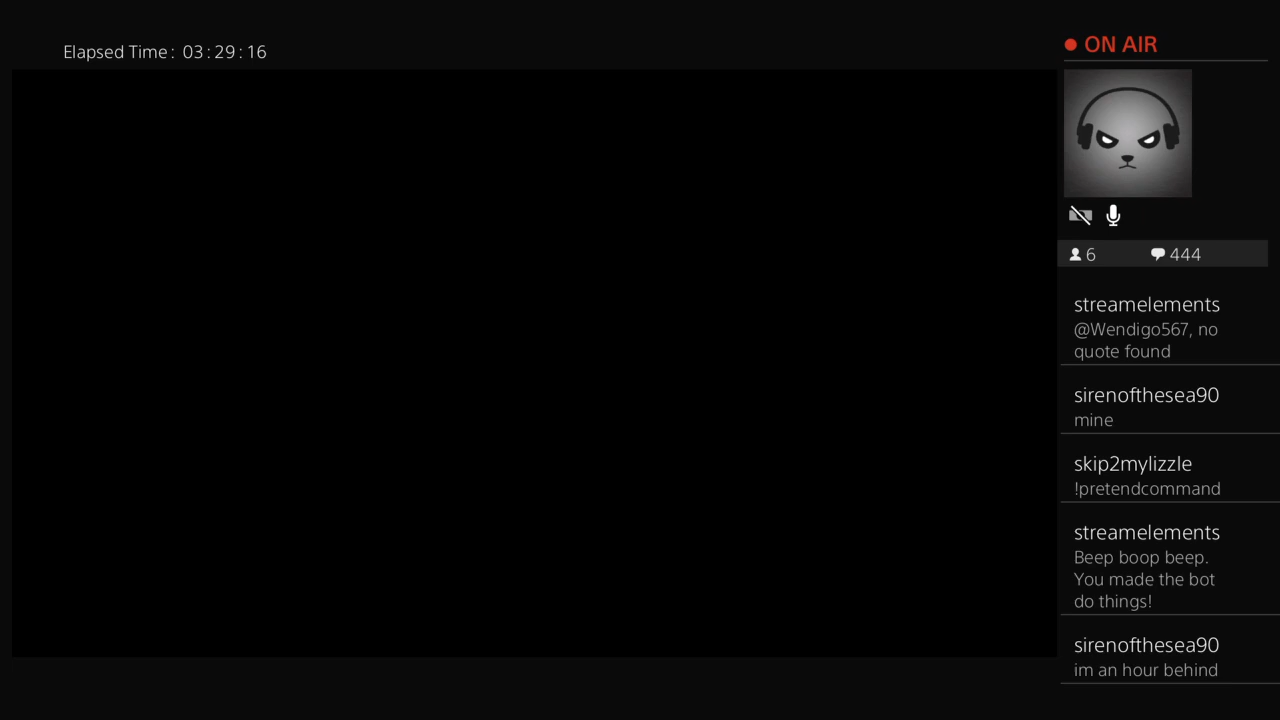 Elapsed Time: 03:29:16
ON AIR
6 444
streamelements
@Wendigo567, no
quote found
sirenofthesea90
mine
skip2mylizzle
!pretendcommand
streamelements
Beep boop beep.
You made the bot
do things!
sirenofthesea90
im an hour behind